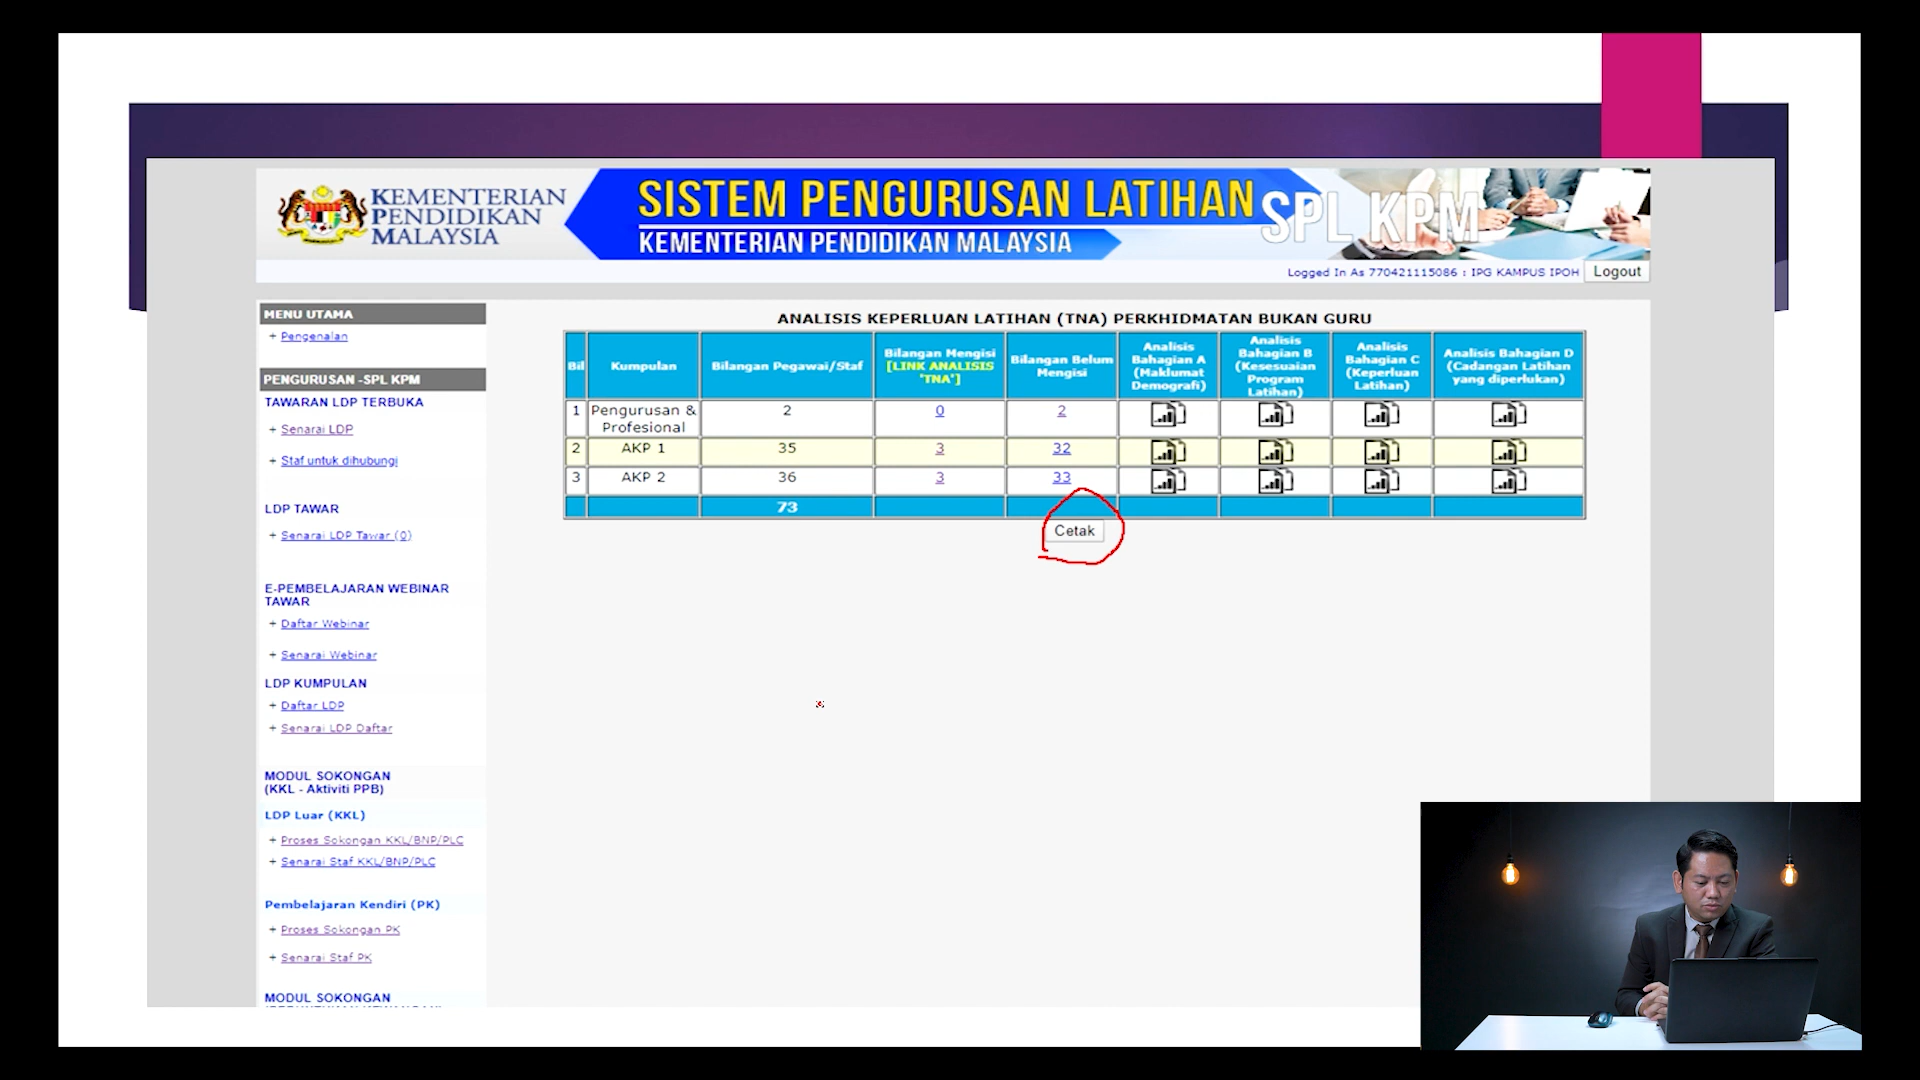 KEMENTERIAN
PENDIDIKAN
MALAYSIA
SISTEM PENGURUSAN LATIHAN
KEMENTERIAN PENDIDIKAN MALAYSIA
SPL KPM
Logged In As 770421115086 : IPG KAMPUS IPOH
Logout
MENU UTAMA
+ Pengenalan
PENGURUSAN -SPL KPM
TAWARAN LDP TERBUKA
+ Senarai LDP
+ Staf untuk dihubungi
LDP TAWAR
+ Senarai LDP Tawar (0)
E-PEMBELAJARAN WEBINAR
TAWAR
+ Daftar Webinar
+ Senarai Webinar
LDP KUMPULAN
+ Daftar LDP
+ Senarai LDP Daftar
MODUL SOKONGAN
(KKL - Aktiviti PPB)
LDP Luar (KKL)
+ Proses Sokongan KKL/BNP/PLC
+ Senarai Staf KKL/BNP/PLC
Pembelajaran Kendiri (PK)
+ Proses Sokongan PK
+ Senarai Staf PK
MODUL SOKONGAN
ANALISIS KEPERLUAN LATIHAN (TNA) PERKHIDMATAN BUKAN GURU
Bil
Kumpulan
Bilangan Pegawai/Staf
Bilangan Mengisi
[LINK ANALISIS
'TNA']
Bilangan Belum
Mengisi
Analisis
Bahagian A
(Maklumat
Demografi)
Analisis
Bahagian B
(Kesesuaian
Program
Latihan)
Analisis
Bahagian C
(Keperluan
Latihan)
Analisis Bahagian D
(Cadangan Latihan
yang diperlukan)
1 Pengurusan & 2 0 2
Profesional
2 AKP 1 35 3 32
3 AKP 2 36 3 33
73
Cetak